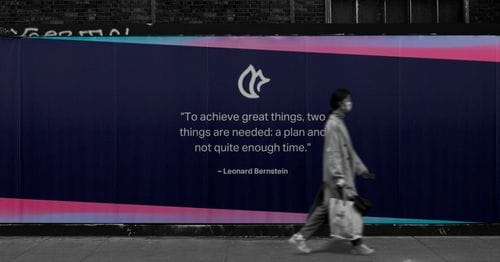 “To achieve great things, two
things are needed: a plan and
not quite enough time.”
– Leonard Bernstein